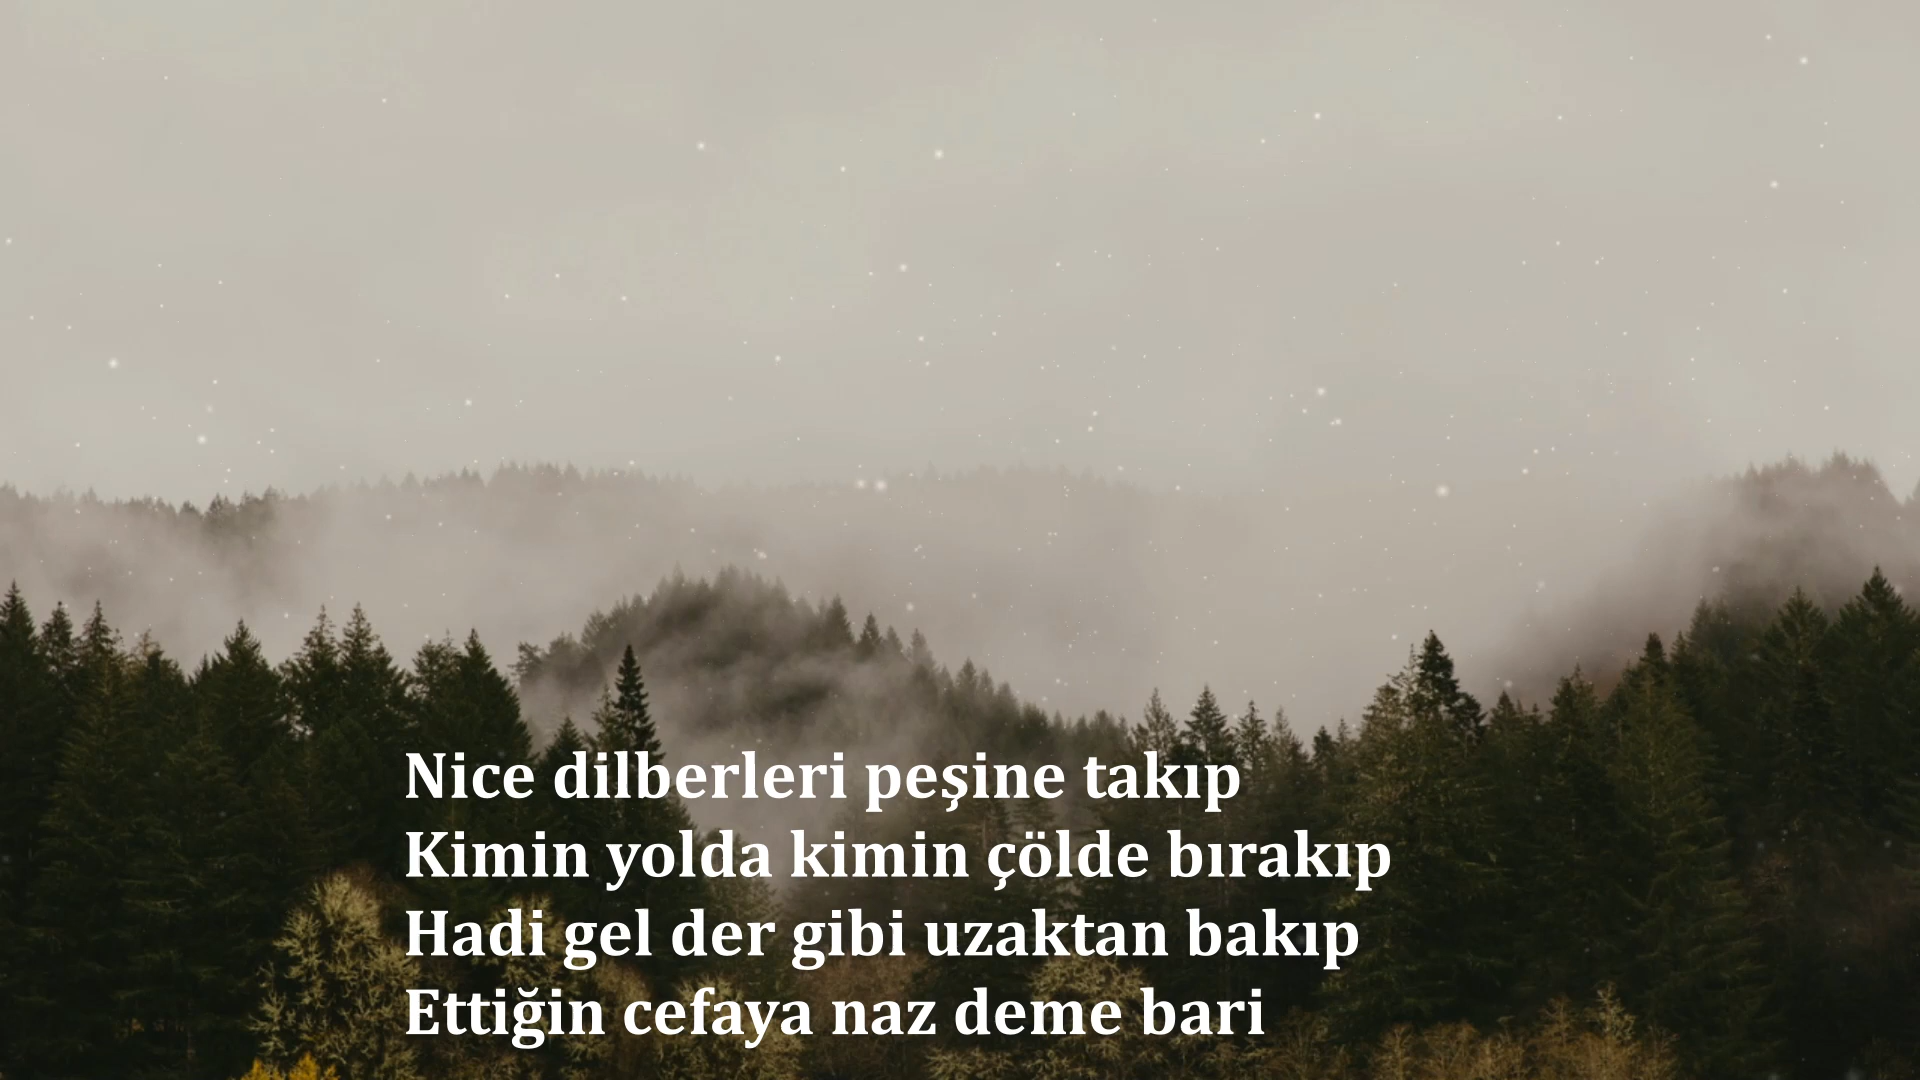 Nice dilberleri peşine takıp
Kimin yolda kimin çölde bırakıp
Hadi gel der gibi uzaktan bakıp
Ettiğin cefaya naz deme bari